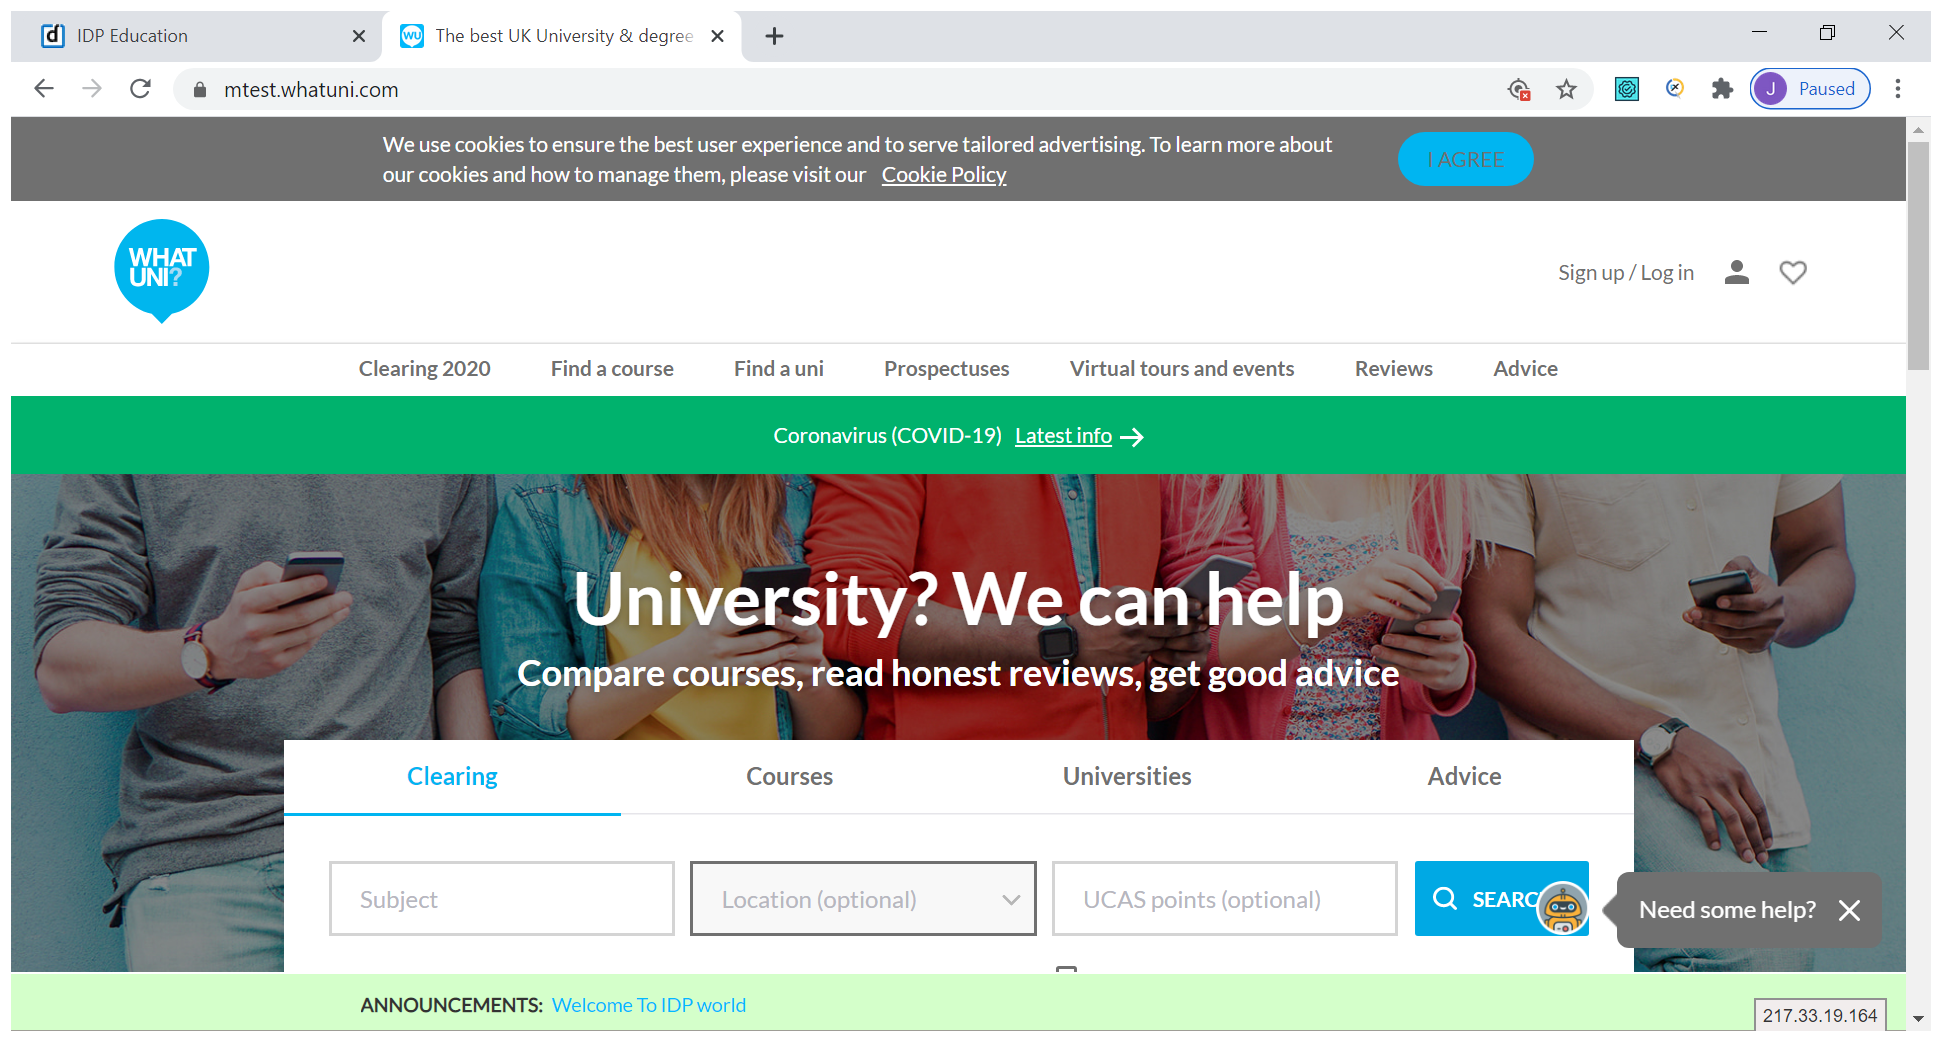 IDP Education
The best UK University & degree
mtest.whatuni.com
J Paused
We use cookies to ensure the best user experience and to serve tailored advertising. To learn more about
our cookies and how to manage them, please visit our Cookie Policy
I AGREE
WHAT
UNI?
Sign up / Log in
Clearing 2020 Find a course Find a uni Prospectuses Virtual tours and events Reviews Advice
Coronavirus (COVID-19) Latest info
University? We can help
Compare courses, read honest reviews, get good advice
Clearing Courses Universities Advice
Subject Location (optional) UCAS points (optional) SEARC
Need some help?
ANNOUNCEMENTS: Welcome To IDP world
217.33.19.164